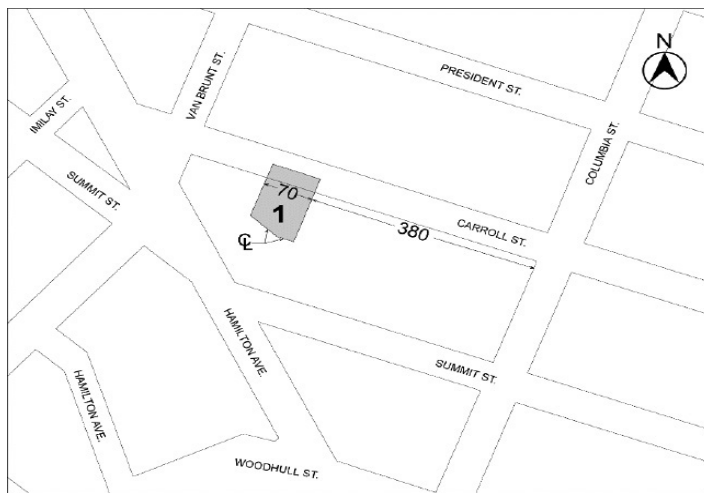 N
PRESIDENT ST.
VAN BRUNT ST.
IMILAY ST.
COLUMBIA ST.
SUMMIT ST.
70
1
380
CARROLL ST.
℄
HAMILTON AVE.
SUMMIT ST.
HAMILTON AVE.
WOODHULL ST.